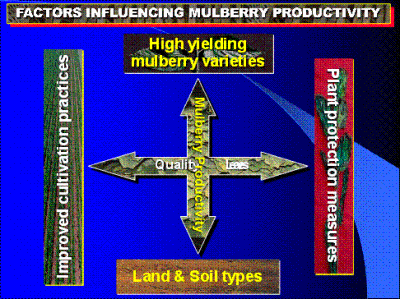 FACTORS INFLUENCING MULBERRY PRODUCTIVITY
High yielding
mulberry varieties
Improved cultivation practices
Mulberry Productivity
Quality
Plant protection measures
Land & Soil types